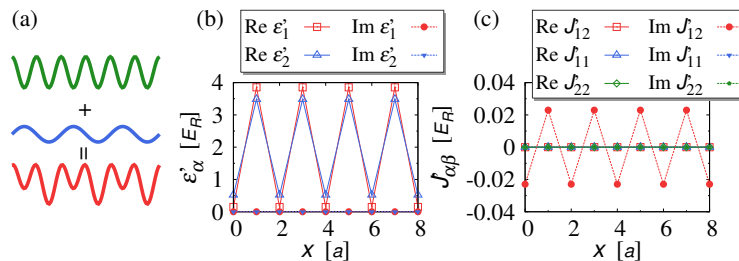 (a)
+
=
(b)
Re ε'₁ Im ε'₁
Re ε'₂ Im ε'₂
ε'α [E_R]
4
3
2
1
0
0 2 4 6 8
x [a]
(c)
Re J'₁₂ Im J'₁₂
Re J'₁₁ Im J'₁₁
Re J'₂₂ Im J'₂₂
J'αβ [E_R]
0.04
0.02
0
-0.02
-0.04
0 2 4 6 8
x [a]